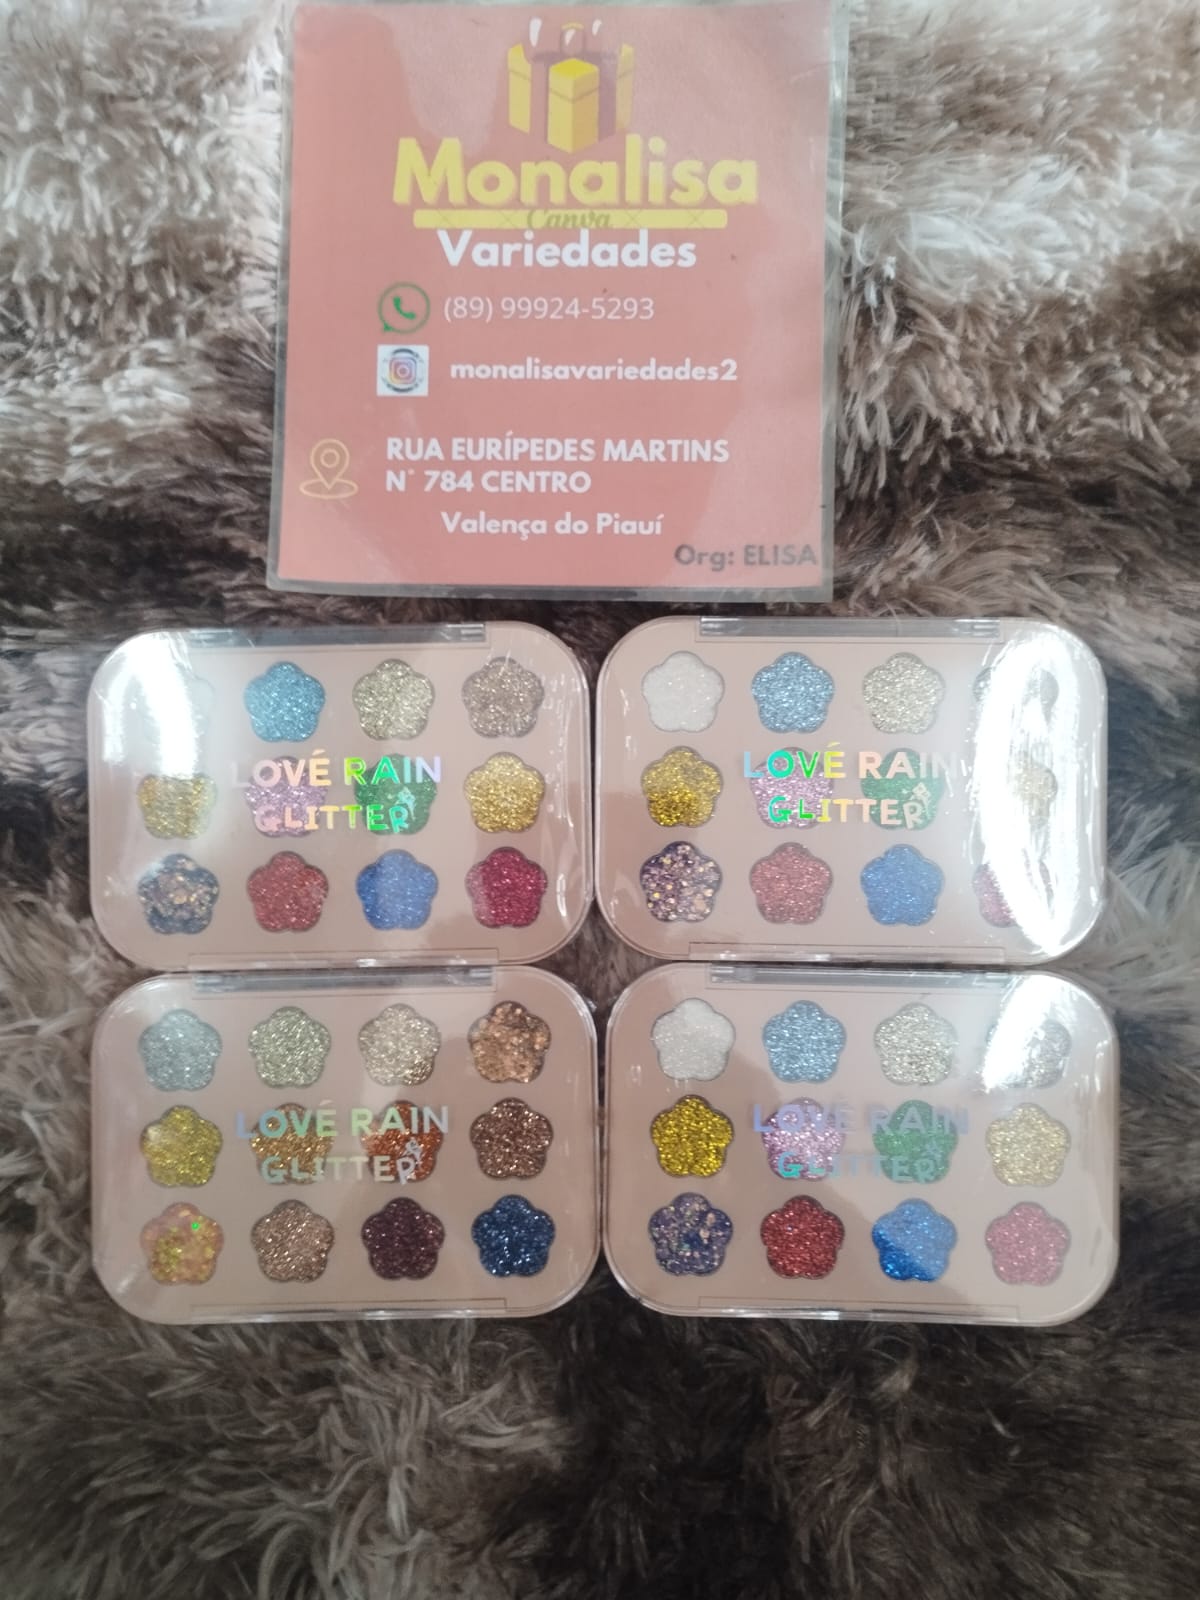 Monalisa
Canva
Variedades
(89) 99924-5293
monalisavariedades2
RUA EURÍPEDES MARTINS
N° 784 CENTRO
Valença do Piauí
Org: ELISA
LOVÉ RAIN
GLITTER
LOVÉ RAIN
GLITTER
LOVÉ RAIN
GLITTER
LOVÉ RAIN
GLITTER